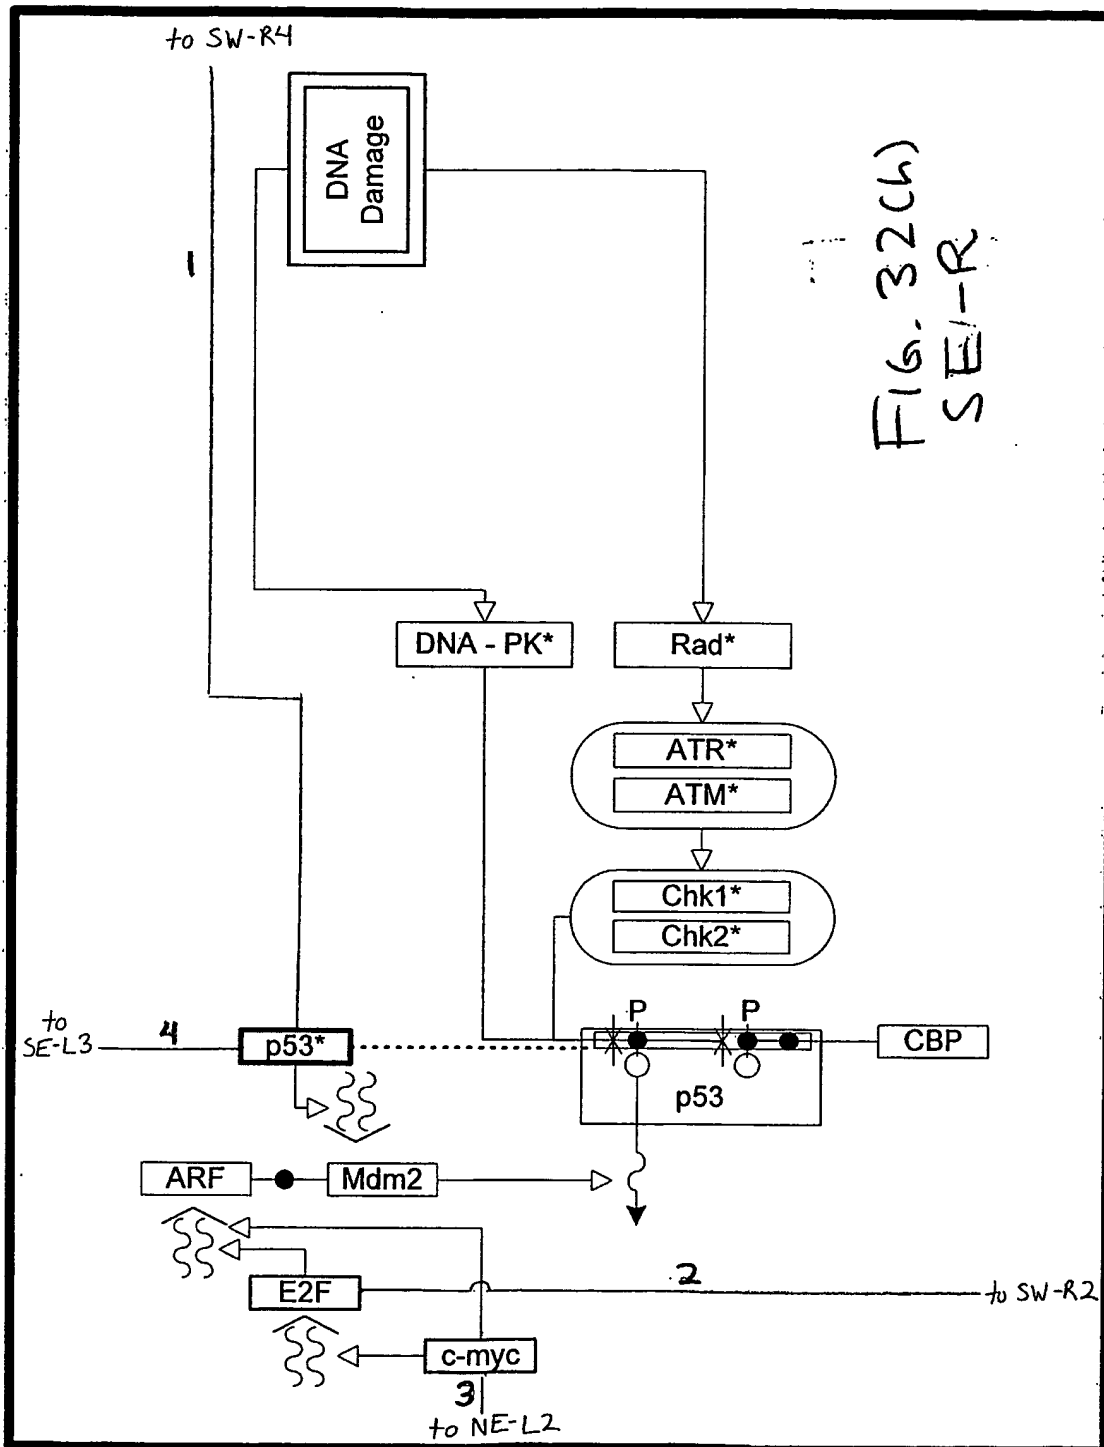 to SW-R4
1
DNA
Damage
FIG. 32(h)
SE-R
DNA - PK*
Rad*
ATR*
ATM*
Chk1*
Chk2*
to
SE-L3
4
p53*
P
P
CBP
p53
ARF
Mdm2
E2F
2
to SW-R2
c-myc
3
to NE-L2